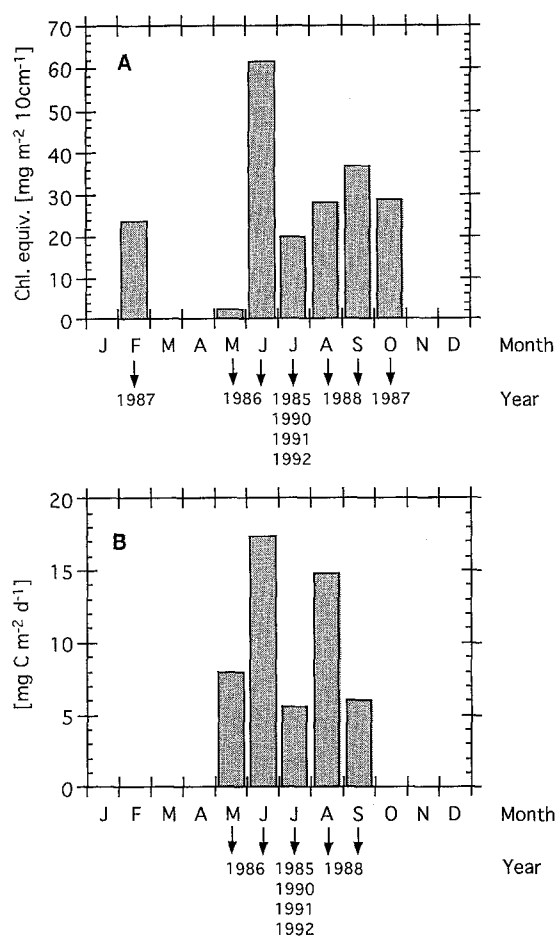 70
A
60
50
40
30
20
10
0
Chl. equiv. [mg m-2 10cm-1]
J F M A M J J A S O N D Month
1987 1986 1985 1988 1987 Year
1990
1991
1992
20
B
15
10
5
0
[mg C m-2 d-1]
J F M A M J J A S O N D Month
1986 1985 1988 Year
1990
1991
1992